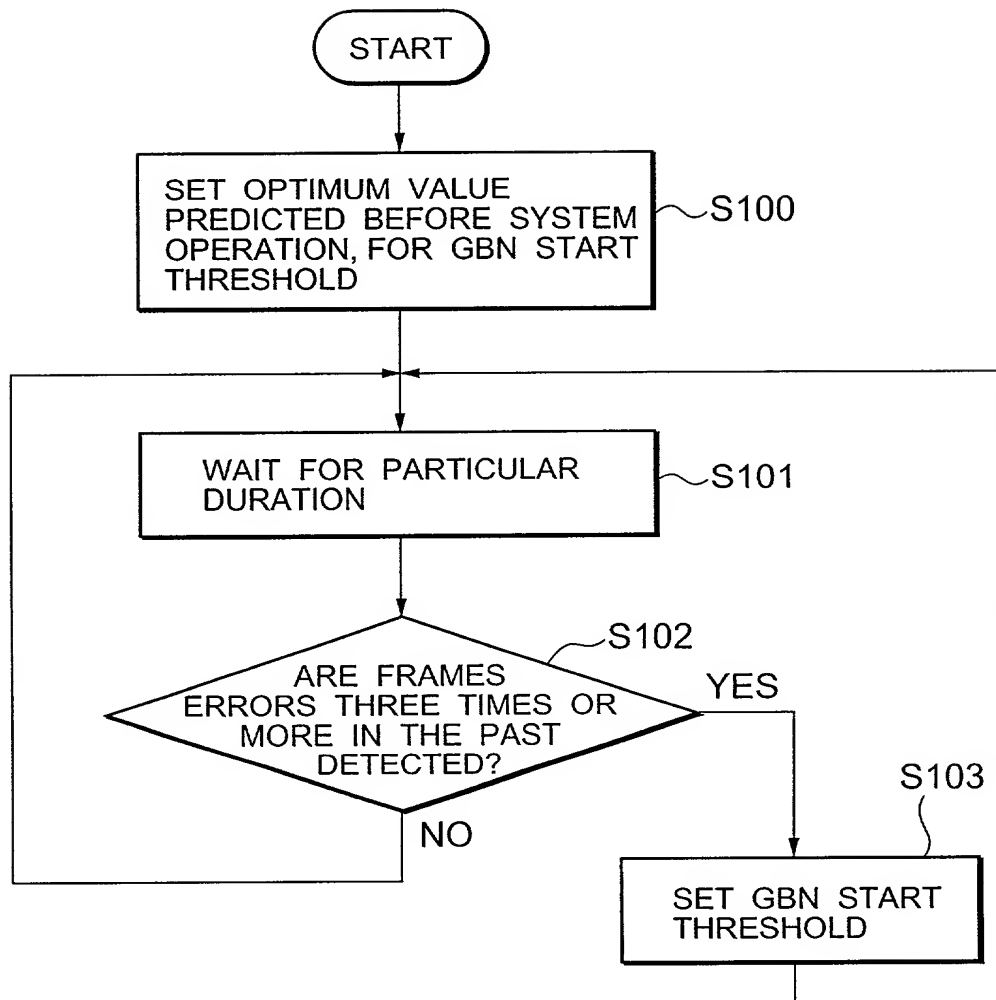 START
SET OPTIMUM VALUE
PREDICTED BEFORE SYSTEM
OPERATION, FOR GBN START
THRESHOLD
S100
WAIT FOR PARTICULAR
DURATION
S101
S102
ARE FRAMES
ERRORS THREE TIMES OR
MORE IN THE PAST
DETECTED?
YES
NO
S103
SET GBN START
THRESHOLD